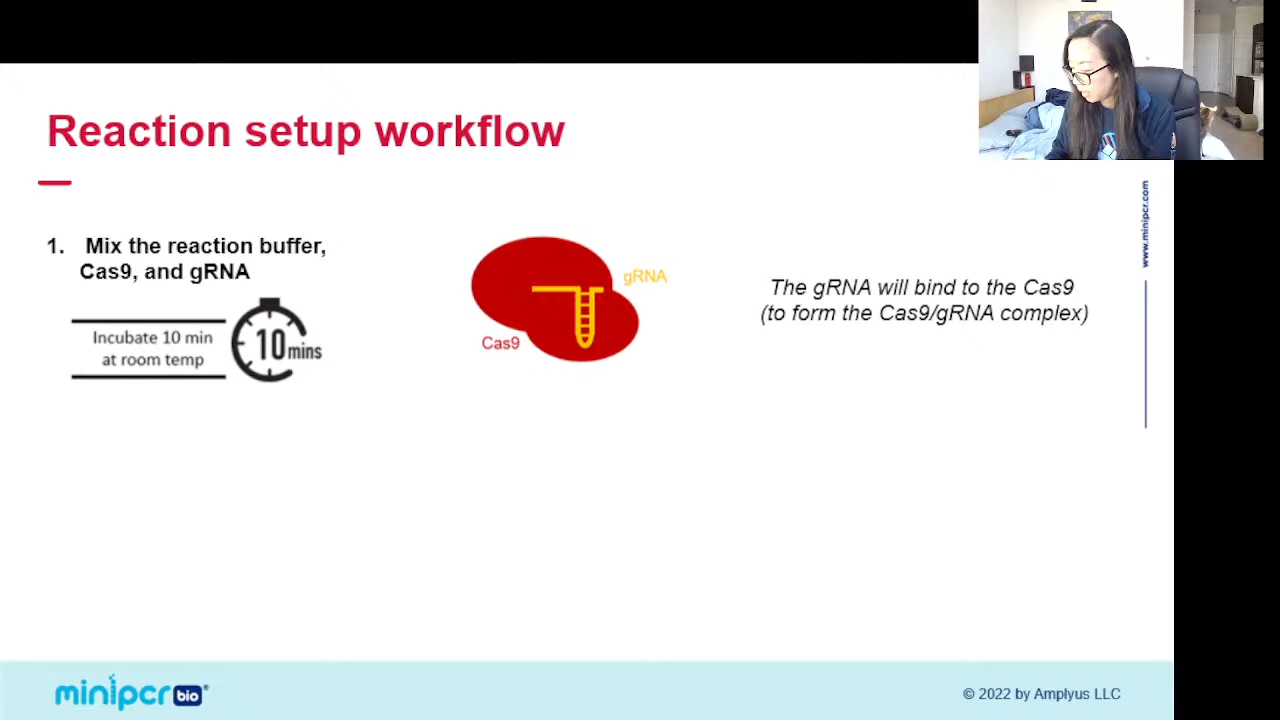 Reaction setup workflow
www.minipcr.com
1. Mix the reaction buffer,
Cas9, and gRNA
Incubate 10 min
at room temp
10 mins
gRNA
Cas9
The gRNA will bind to the Cas9
(to form the Cas9/gRNA complex)
minipcr bio®
© 2022 by Amplyus LLC